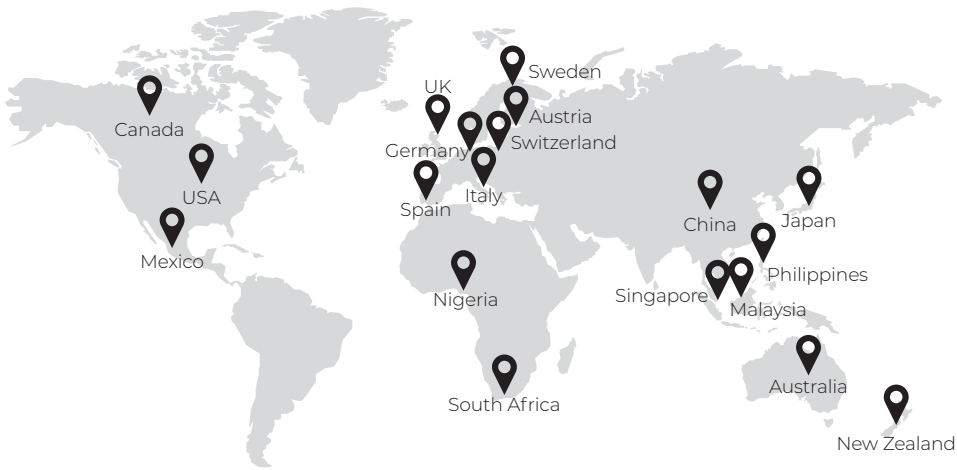 Sweden
UK
Austria
Canada
Switzerland
Germany
USA
Italy
Spain
China
Japan
Mexico
Philippines
Singapore
Nigeria
Malaysia
Australia
South Africa
New Zealand